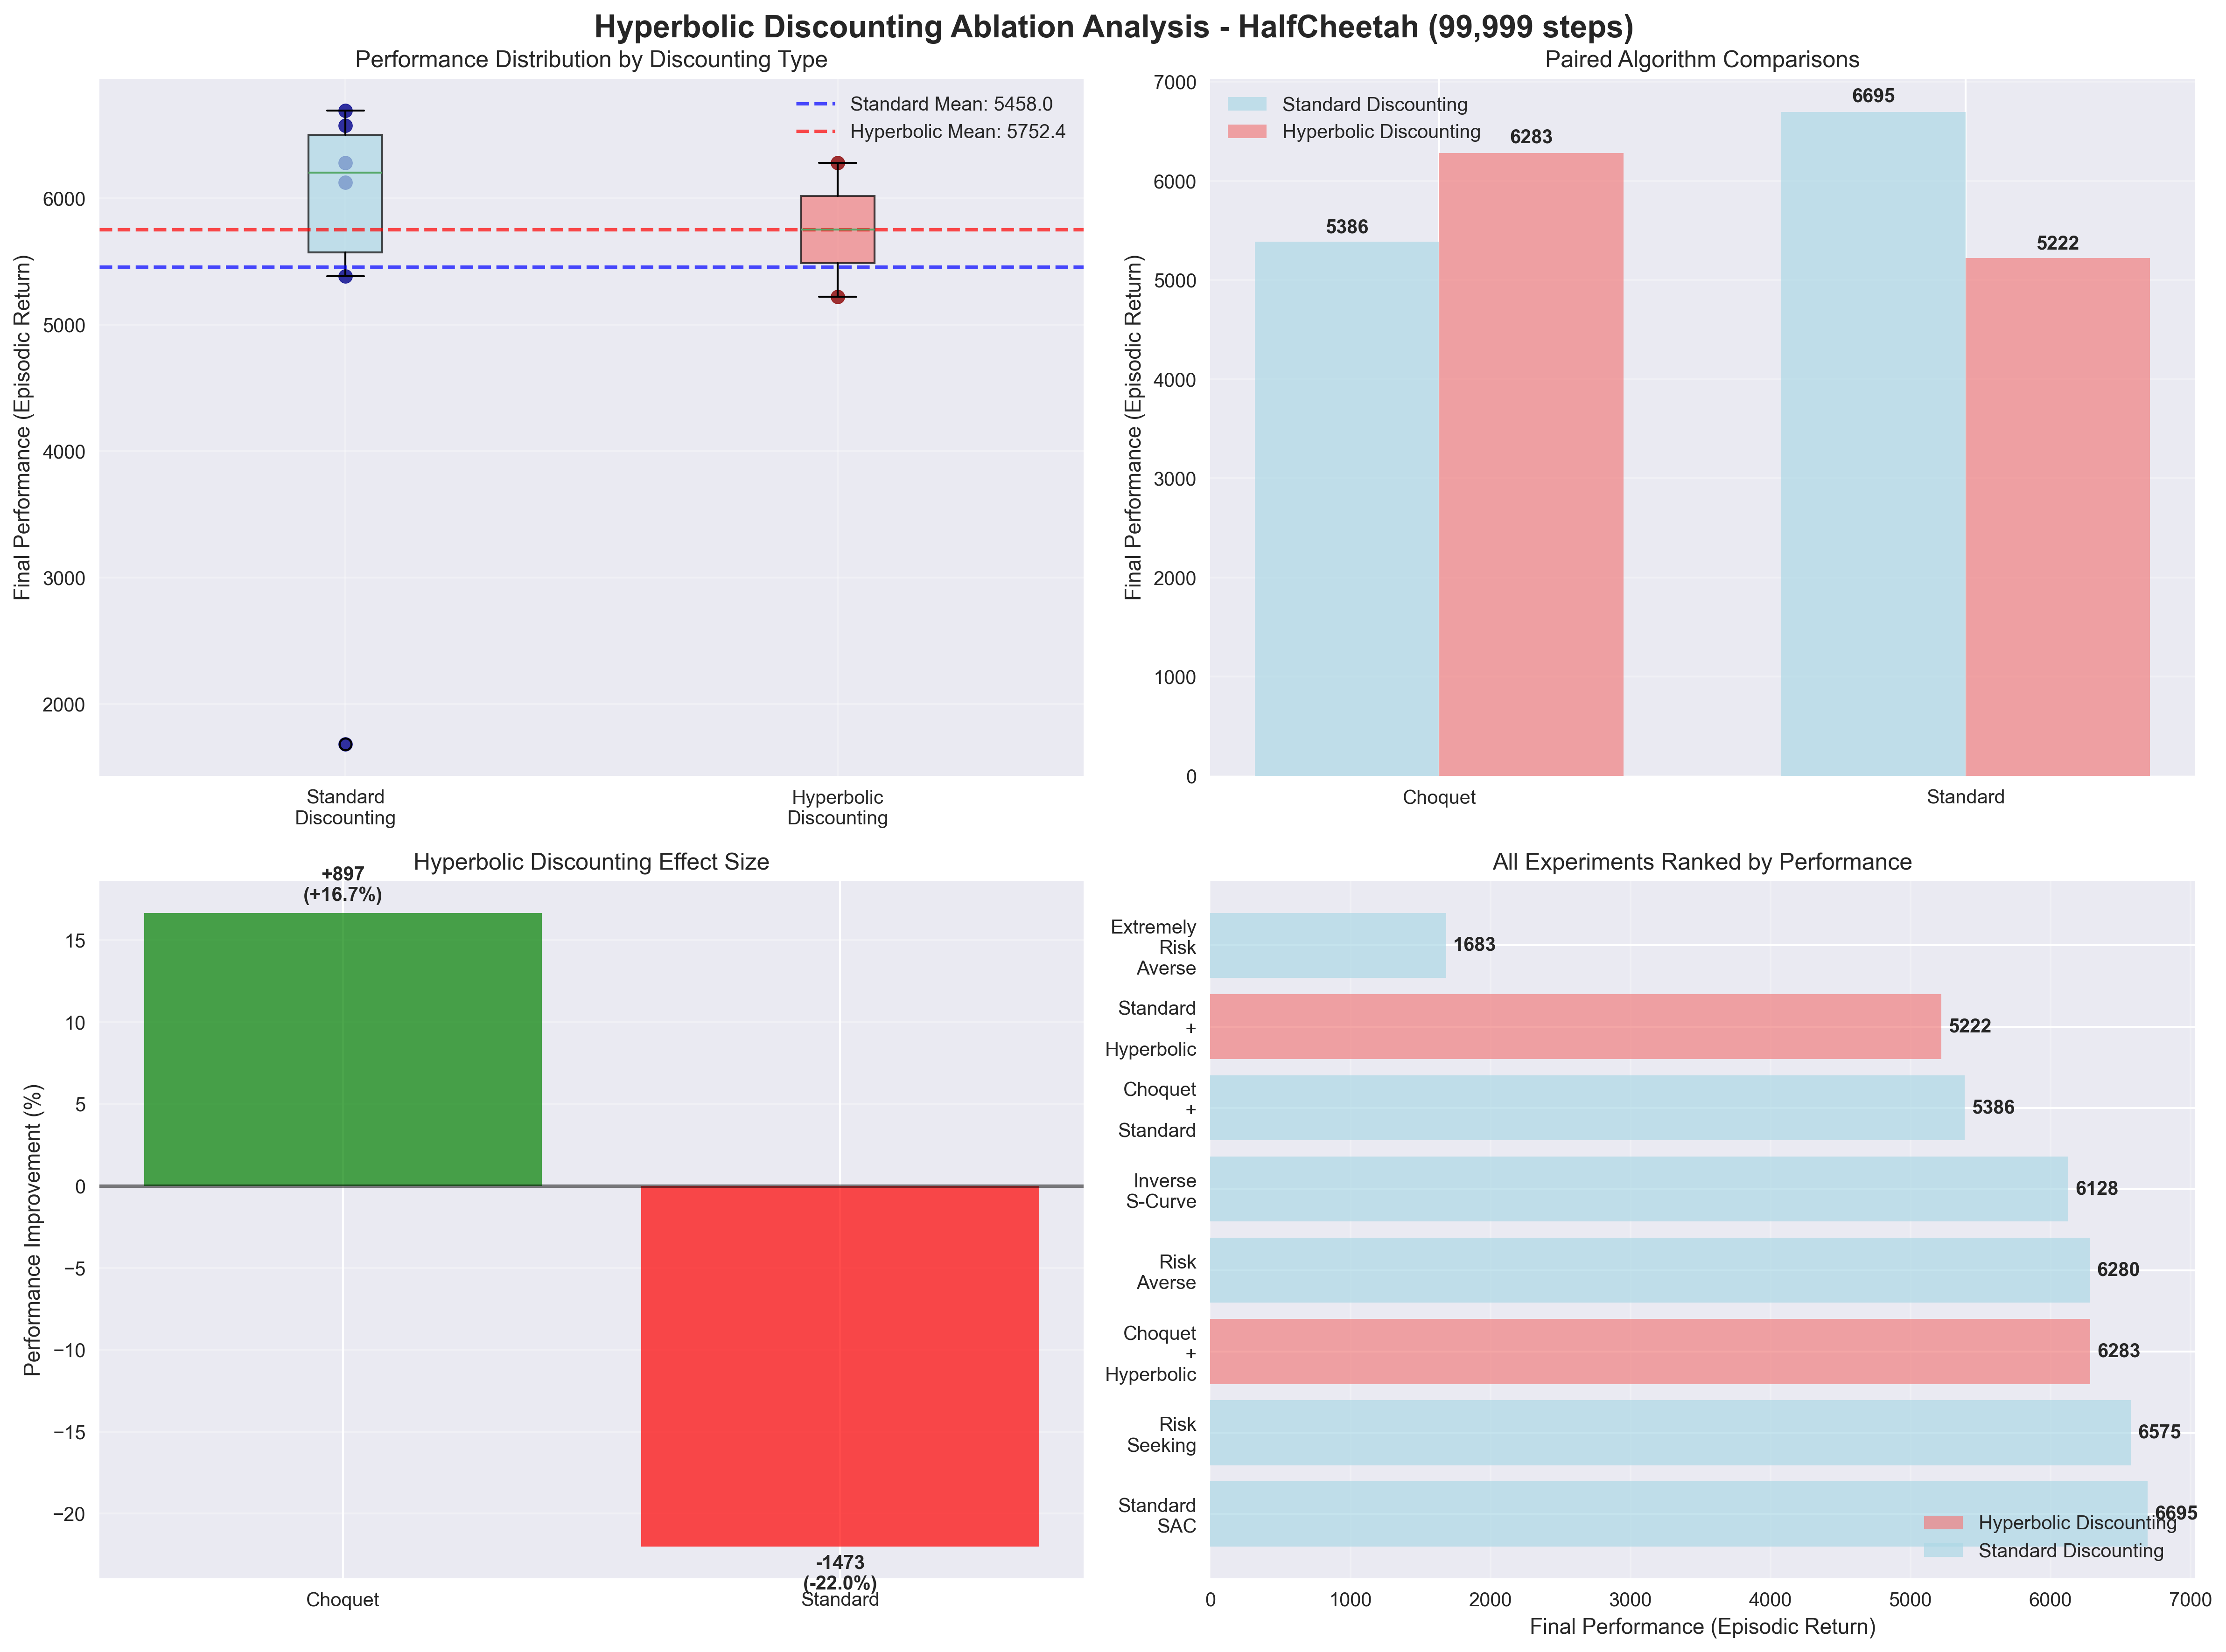 Hyperbolic Discounting Ablation Analysis - HalfCheetah (99,999 steps)
Performance Distribution by Discounting Type
Standard Mean: 5458.0
Hyperbolic Mean: 5752.4
Final Performance (Episodic Return)
6000
5000
4000
3000
2000
Standard
Discounting
Hyperbolic
Discounting
Paired Algorithm Comparisons
Standard Discounting
Hyperbolic Discounting
Final Performance (Episodic Return)
7000
6000
5000
4000
3000
2000
1000
0
5386
6283
6695
5222
Choquet
Standard
Hyperbolic Discounting Effect Size
+897
(+16.7%)
Performance Improvement (%)
15
10
5
0
−5
−10
−15
−20
-1473
(-22.0%)
Choquet
Standard
All Experiments Ranked by Performance
Extremely
Risk
Averse
1683
Standard
+
Hyperbolic
5222
Choquet
+
Standard
5386
Inverse
S-Curve
6128
Risk
Averse
6280
Choquet
+
Hyperbolic
6283
Risk
Seeking
6575
Standard
SAC
6695
Hyperbolic Discounting
Standard Discounting
0
1000
2000
3000
4000
5000
6000
7000
Final Performance (Episodic Return)